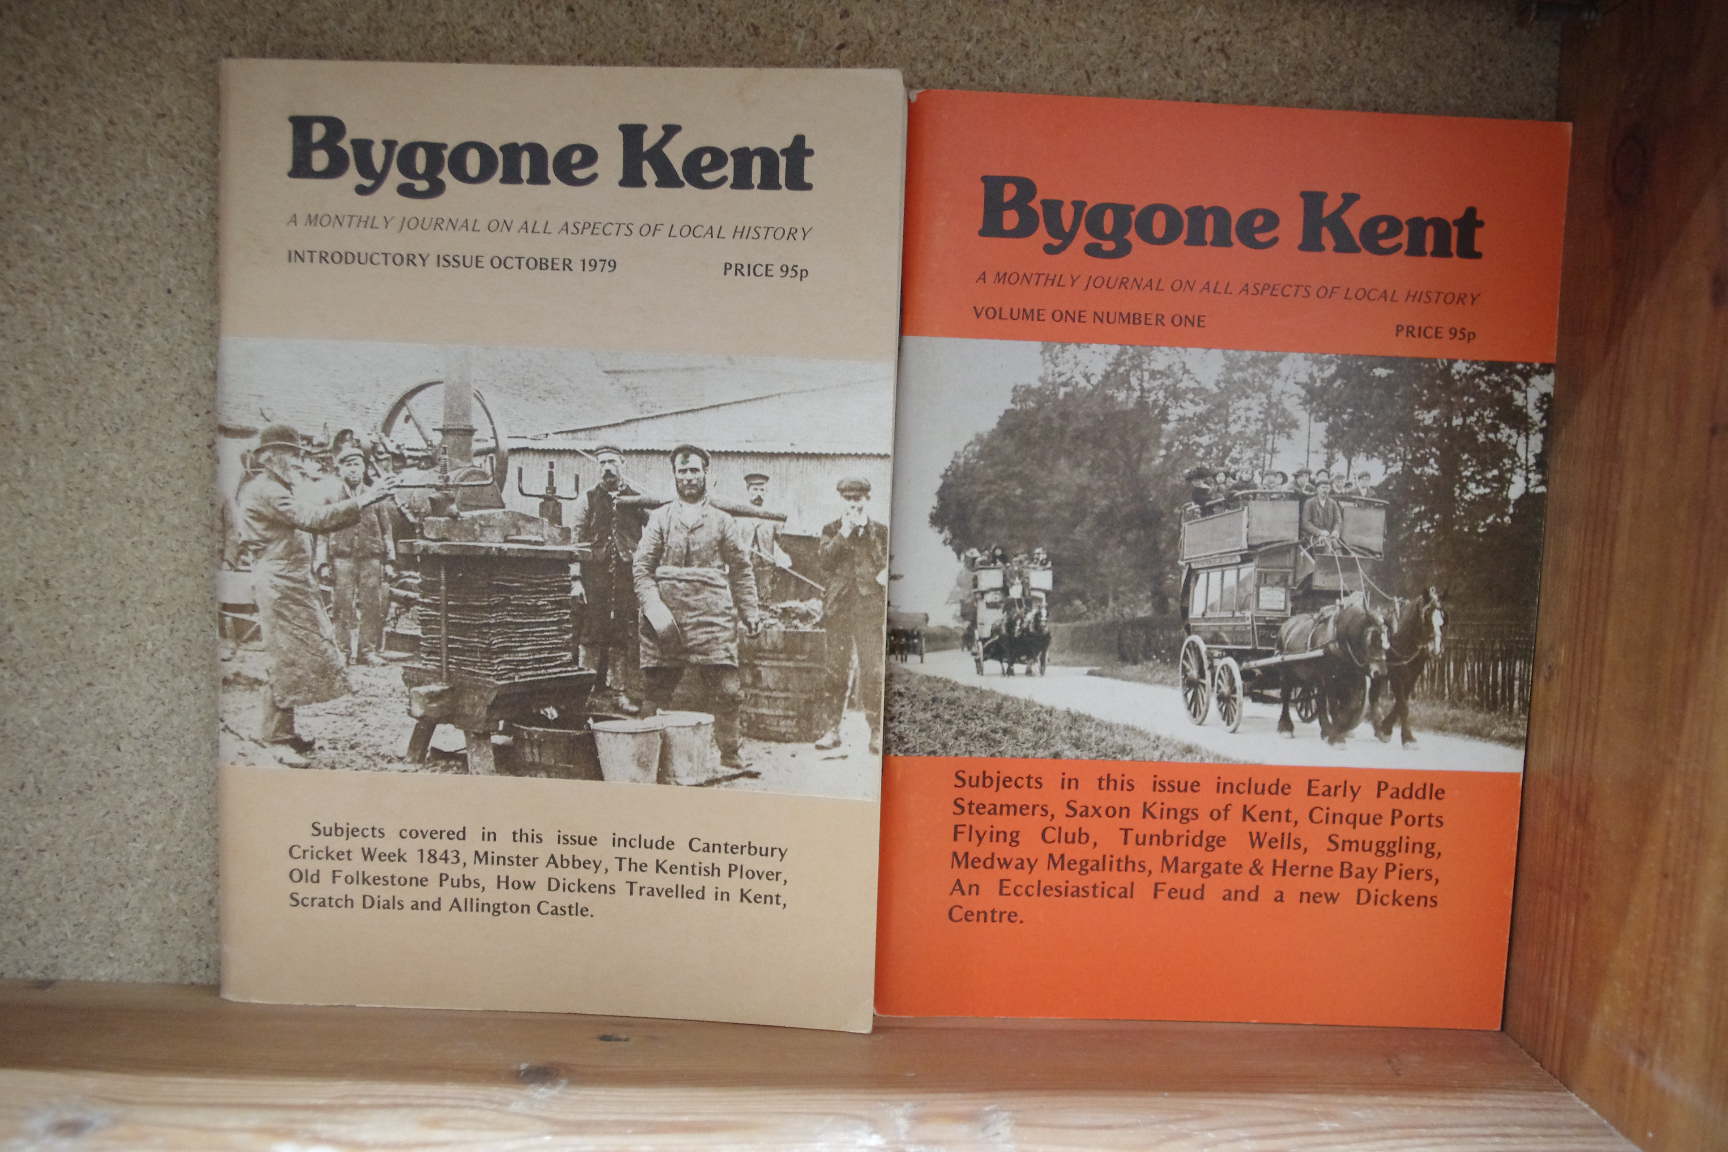 Bygone Kent
A MONTHLY JOURNAL ON ALL ASPECTS OF LOCAL HISTORY
INTRODUCTORY ISSUE OCTOBER 1979 PRICE 95p
Subjects covered in this issue include Canterbury
Cricket Week 1843, Minster Abbey, The Kentish Plover,
Old Folkestone Pubs, How Dickens Travelled in Kent,
Scratch Dials and Allington Castle.
Bygone Kent
A MONTHLY JOURNAL ON ALL ASPECTS OF LOCAL HISTORY
VOLUME ONE NUMBER ONE PRICE 95p
Subjects in this issue include Early Paddle
Steamers, Saxon Kings of Kent, Cinque Ports
Flying Club, Tunbridge Wells, Smuggling,
Medway Megaliths, Margate & Herne Bay Piers,
An Ecclesiastical Feud and a new Dickens
Centre.